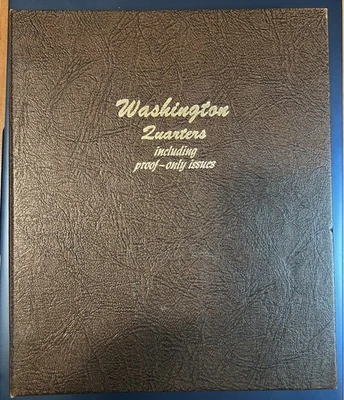 Washington
Quarters
including
proof-only issues